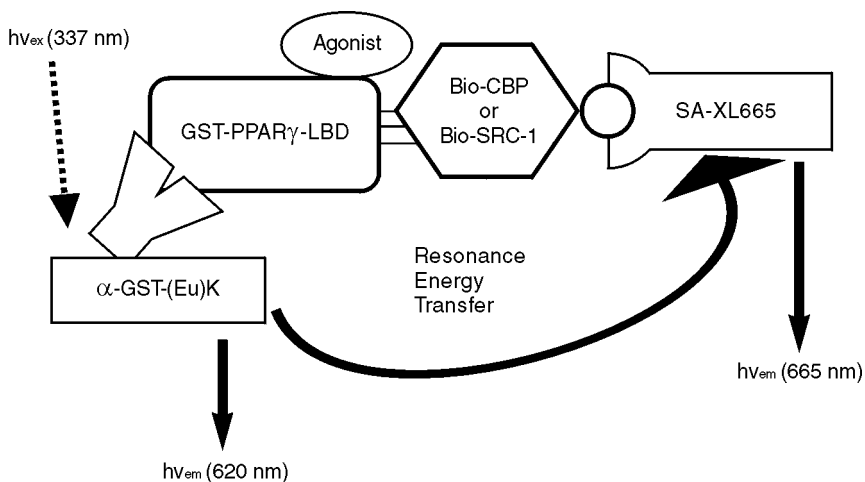 hνex (337 nm)
Agonist
GST-PPARγ-LBD
Bio-CBP
or
Bio-SRC-1
SA-XL665
α-GST-(Eu)K
Resonance
Energy
Transfer
hνem (665 nm)
hνem (620 nm)